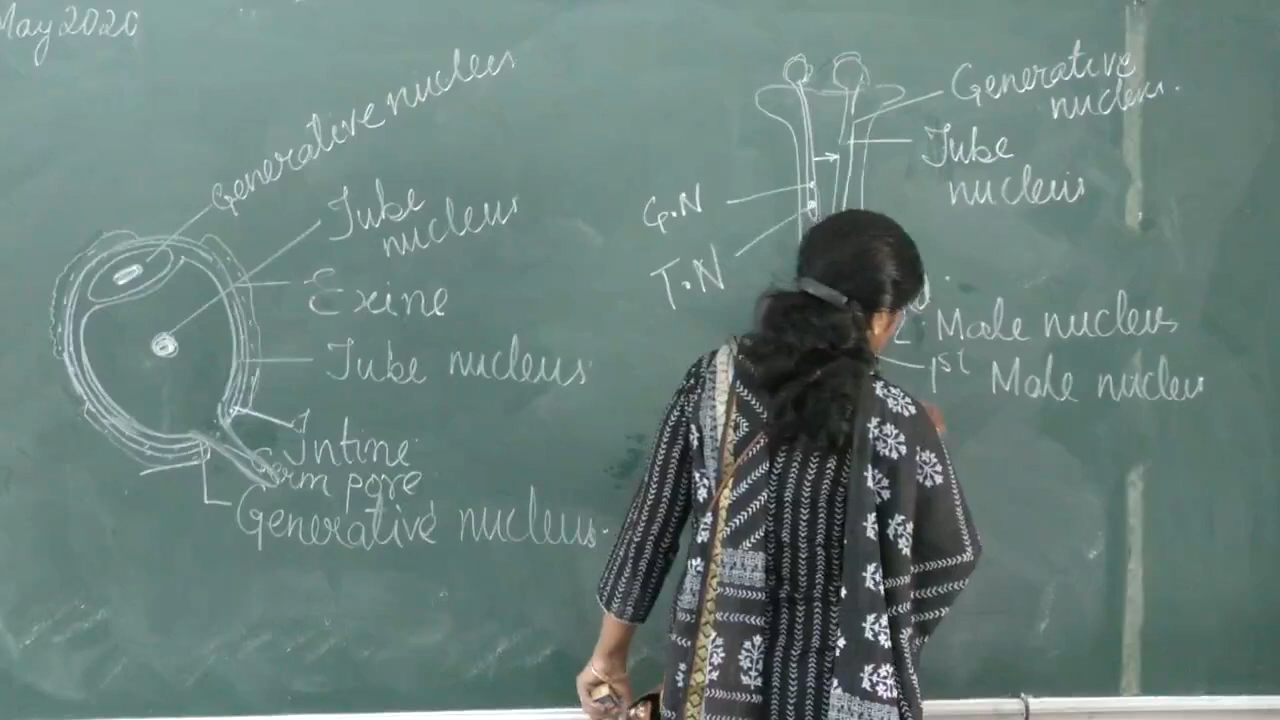 May 2020
Generative nucleus
Tube
nucleus
Exine
Tube nucleus
Intine
Germ pore
Generative nucleus.
Generative
nucleus.
Tube
nucleus
G.N
T.N
Male nucleus
1st Male nucleus